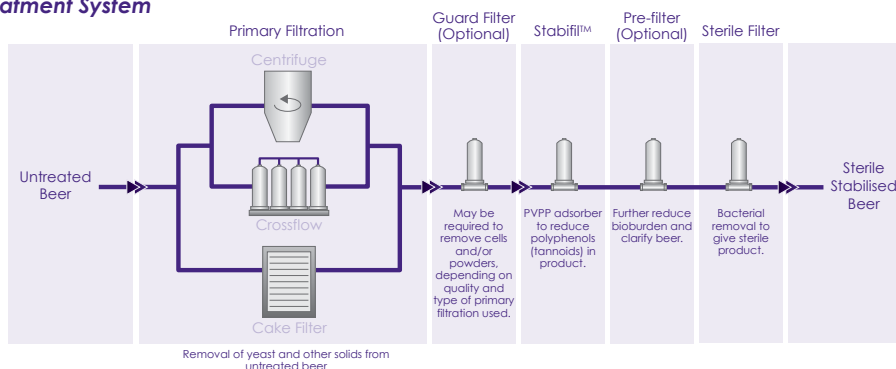 atment System
Primary Filtration
Guard Filter
(Optional)
Stabifil™
Pre-filter
(Optional)
Sterile Filter
Centrifuge
Untreated
Beer
Crossflow
Cake Filter
Removal of yeast and other solids from
untreated beer
May be
required to
remove cells
and/or
powders,
depending on
quality and
type of primary
filtration used.
PVPP adsorber
to reduce
polyphenols
(tannoids) in
product.
Further reduce
bioburden and
clarify beer.
Bacterial
removal to
give sterile
product.
Sterile
Stabilised
Beer